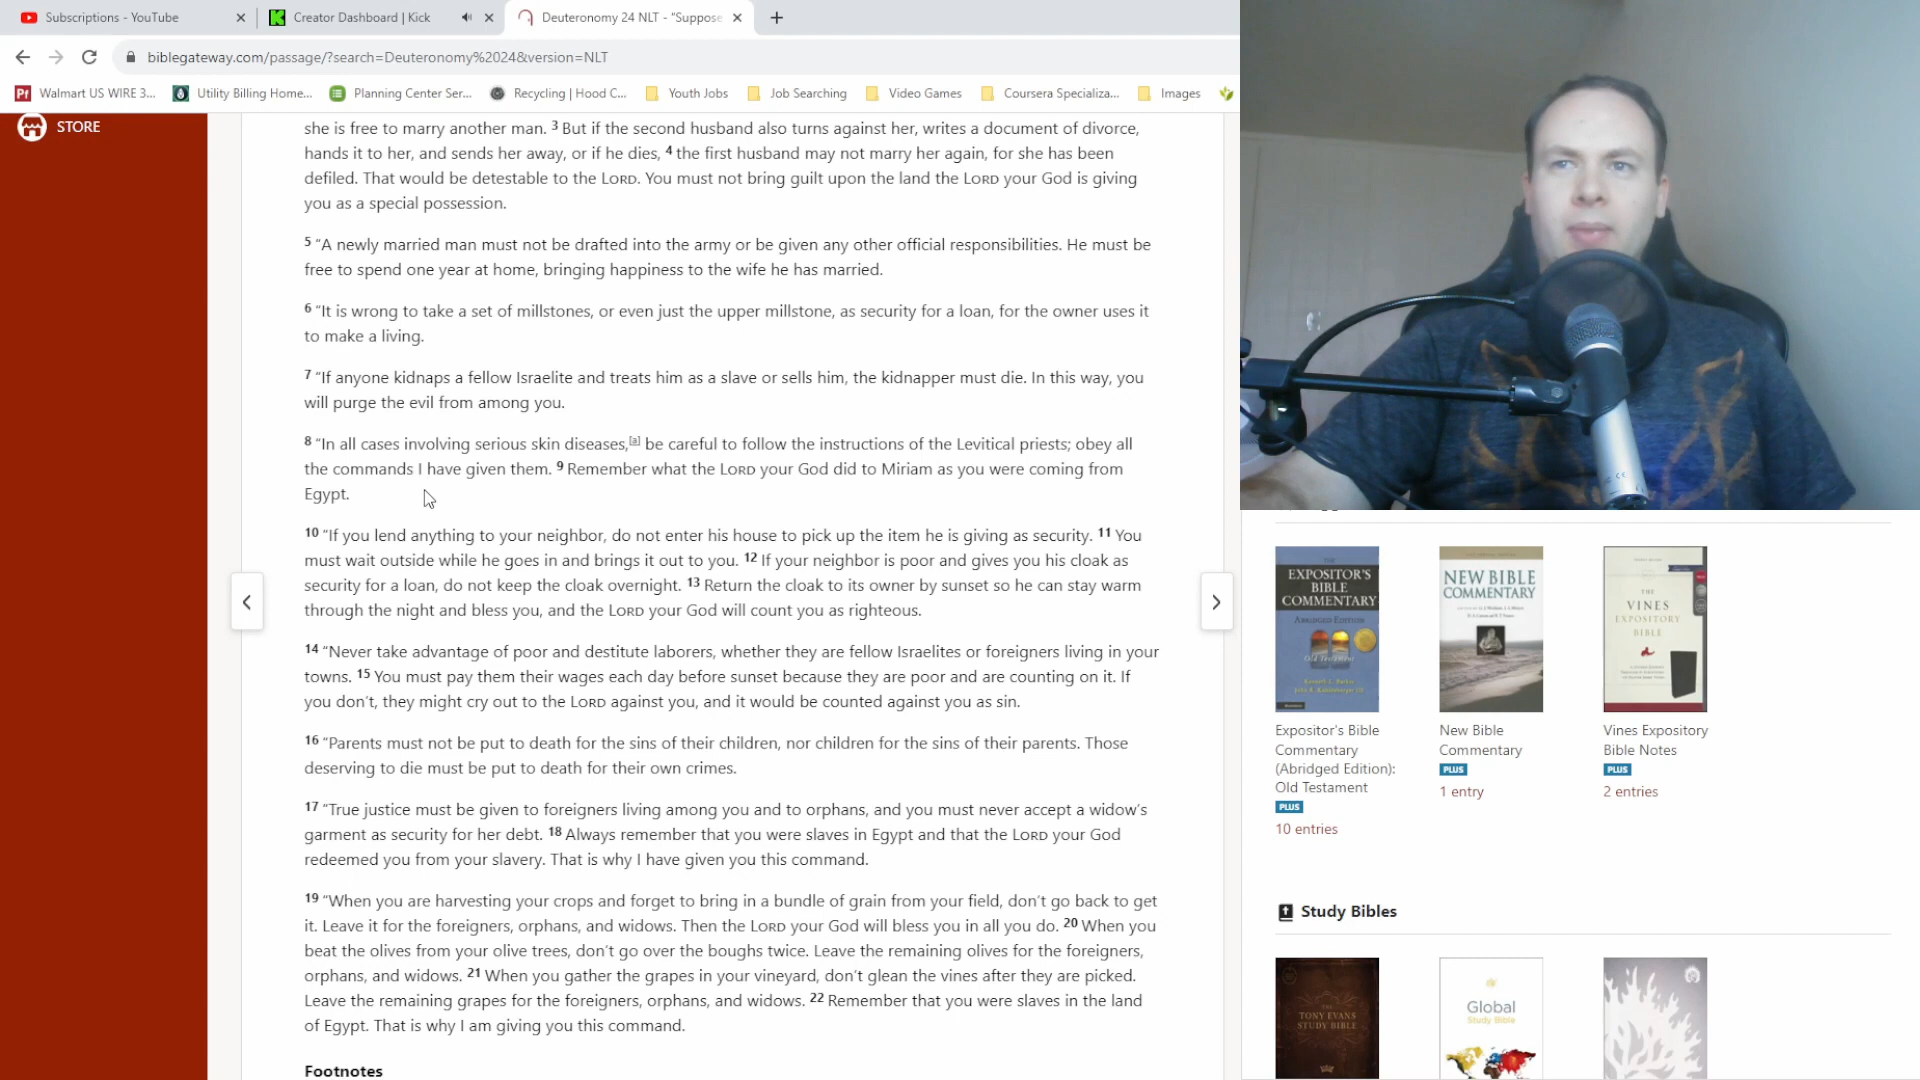 Subscriptions - YouTube
Creator Dashboard | Kick
Deuteronomy 24 NLT - "Suppose
biblegateway.com/passage/?search=Deuteronomy%2024&version=NLT
Walmart US WIRE 3...
Utility Billing Home...
Planning Center Ser...
Recycling | Hood C...
Youth Jobs
Job Searching
Video Games
Coursera Specializa...
Images
STORE
she is free to marry another man. 3 But if the second husband also turns against her, writes a document of divorce,
hands it to her, and sends her away, or if he dies, 4 the first husband may not marry her again, for she has been
defiled. That would be detestable to the LORD. You must not bring guilt upon the land the LORD your God is giving
you as a special possession.
5 “A newly married man must not be drafted into the army or be given any other official responsibilities. He must be
free to spend one year at home, bringing happiness to the wife he has married.
6 “It is wrong to take a set of millstones, or even just the upper millstone, as security for a loan, for the owner uses it
to make a living.
7 “If anyone kidnaps a fellow Israelite and treats him as a slave or sells him, the kidnapper must die. In this way, you
will purge the evil from among you.
8 “In all cases involving serious skin diseases,[a] be careful to follow the instructions of the Levitical priests; obey all
the commands I have given them. 9 Remember what the LORD your God did to Miriam as you were coming from
Egypt.
10 “If you lend anything to your neighbor, do not enter his house to pick up the item he is giving as security. 11 You
must wait outside while he goes in and brings it out to you. 12 If your neighbor is poor and gives you his cloak as
security for a loan, do not keep the cloak overnight. 13 Return the cloak to its owner by sunset so he can stay warm
through the night and bless you, and the LORD your God will count you as righteous.
14 “Never take advantage of poor and destitute laborers, whether they are fellow Israelites or foreigners living in your
towns. 15 You must pay them their wages each day before sunset because they are poor and are counting on it. If
you don’t, they might cry out to the LORD against you, and it would be counted against you as sin.
16 “Parents must not be put to death for the sins of their children, nor children for the sins of their parents. Those
deserving to die must be put to death for their own crimes.
17 “True justice must be given to foreigners living among you and to orphans, and you must never accept a widow’s
garment as security for her debt. 18 Always remember that you were slaves in Egypt and that the LORD your God
redeemed you from your slavery. That is why I have given you this command.
19 “When you are harvesting your crops and forget to bring in a bundle of grain from your field, don’t go back to get
it. Leave it for the foreigners, orphans, and widows. Then the LORD your God will bless you in all you do. 20 When you
beat the olives from your olive trees, don’t go over the boughs twice. Leave the remaining olives for the foreigners,
orphans, and widows. 21 When you gather the grapes in your vineyard, don’t glean the vines after they are picked.
Leave the remaining grapes for the foreigners, orphans, and widows. 22 Remember that you were slaves in the land
of Egypt. That is why I am giving you this command.
Footnotes
THE
EXPOSITOR'S
BIBLE
COMMENTARY
ABRIDGED EDITION
Old Testament
NEW BIBLE
COMMENTARY
THE
VINES
EXPOSITORY
BIBLE
Expositor's Bible
Commentary
(Abridged Edition):
Old Testament
PLUS
10 entries
New Bible
Commentary
PLUS
1 entry
Vines Expository
Bible Notes
PLUS
2 entries
Study Bibles
THE
TONY EVANS
STUDY BIBLE
Global
Study Bible